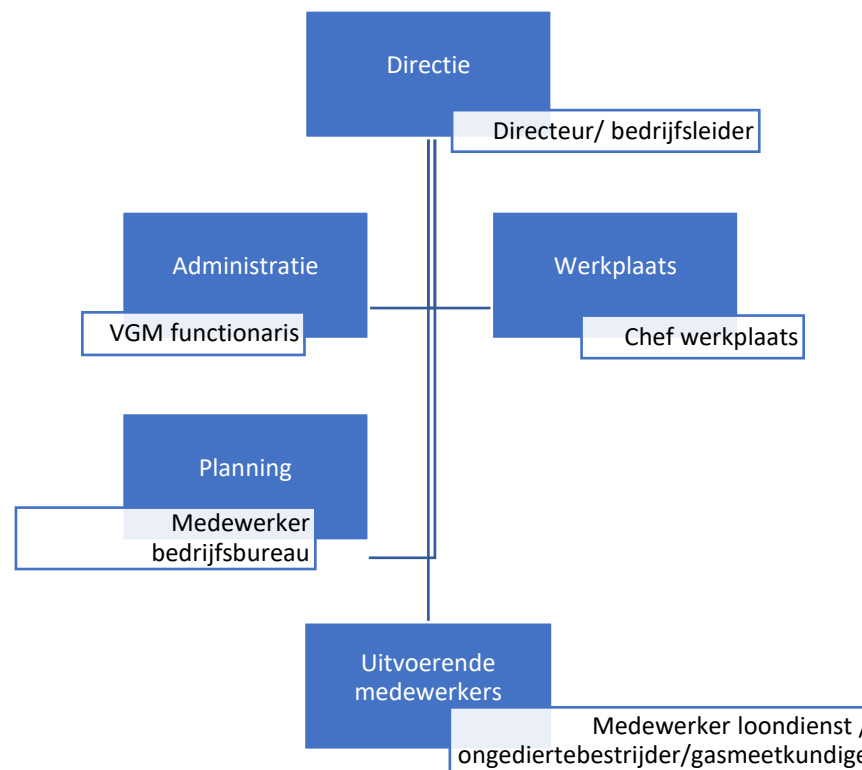 Directie
Directeur/ bedrijfsleider
Administratie
VGM functionaris
Werkplaats
Chef werkplaats
Planning
Medewerker
bedrijfsbureau
Uitvoerende
medewerkers
Medewerker loondienst /
ongediertebestrijder/gasmeetkundige